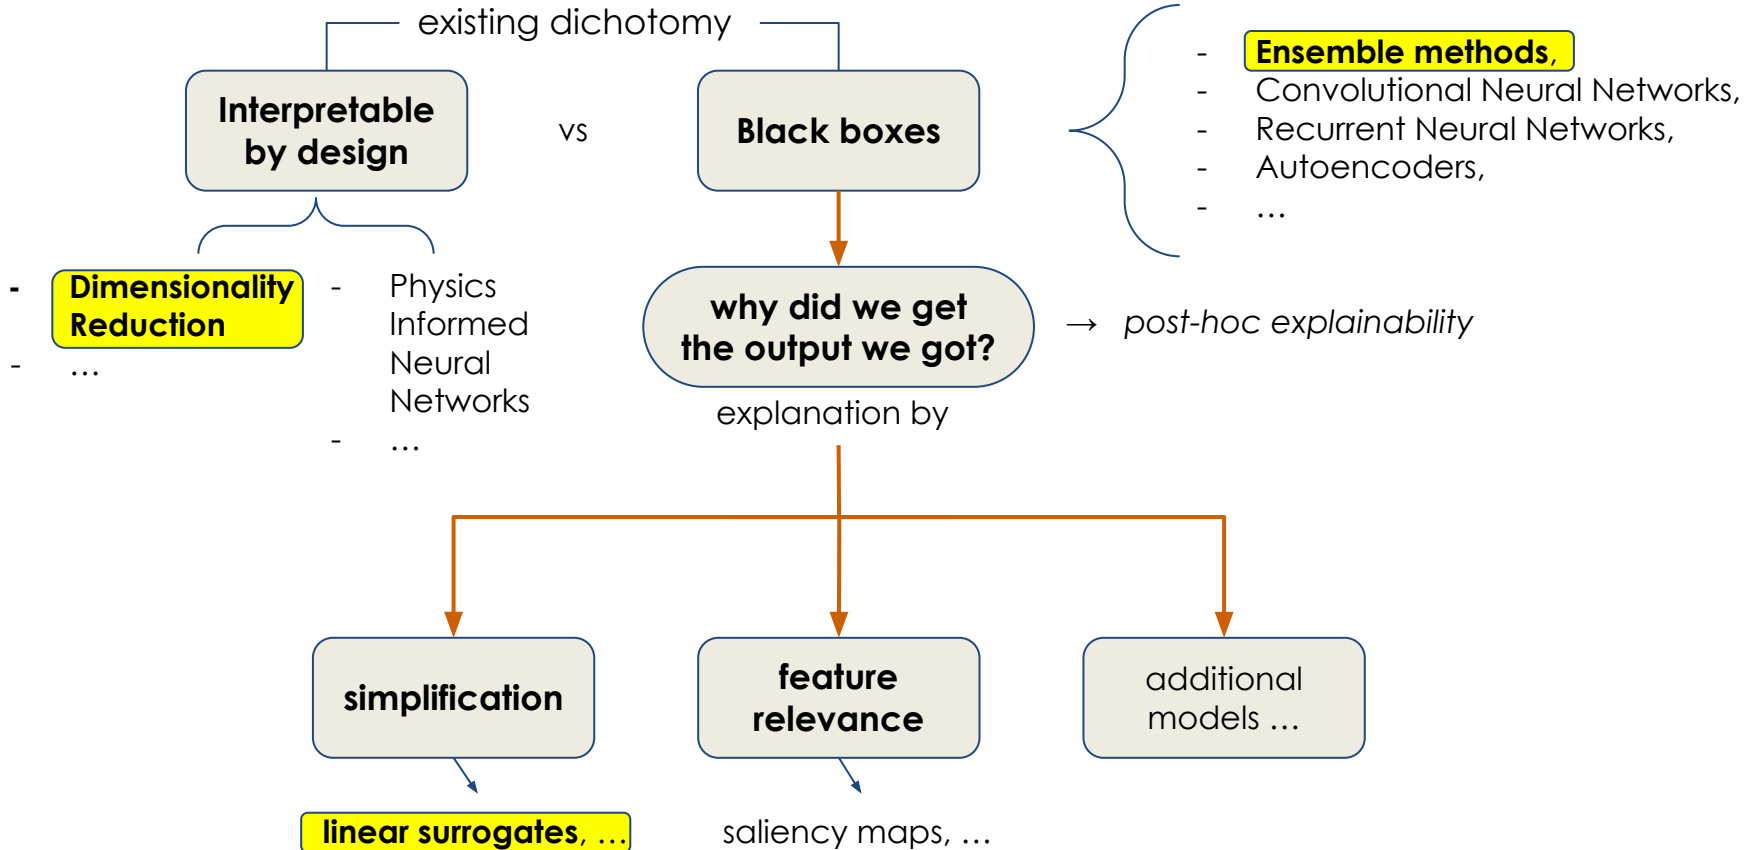 existing dichotomy
Interpretable
by design
vs
Black boxes
- Ensemble methods,
- Convolutional Neural Networks,
- Recurrent Neural Networks,
- Autoencoders,
- …
- Dimensionality
Reduction
- …
- Physics
Informed
Neural
Networks
- …
why did we get
the output we got?
→ post-hoc explainability
explanation by
simplification
feature
relevance
additional
models …
linear surrogates, …
saliency maps, …